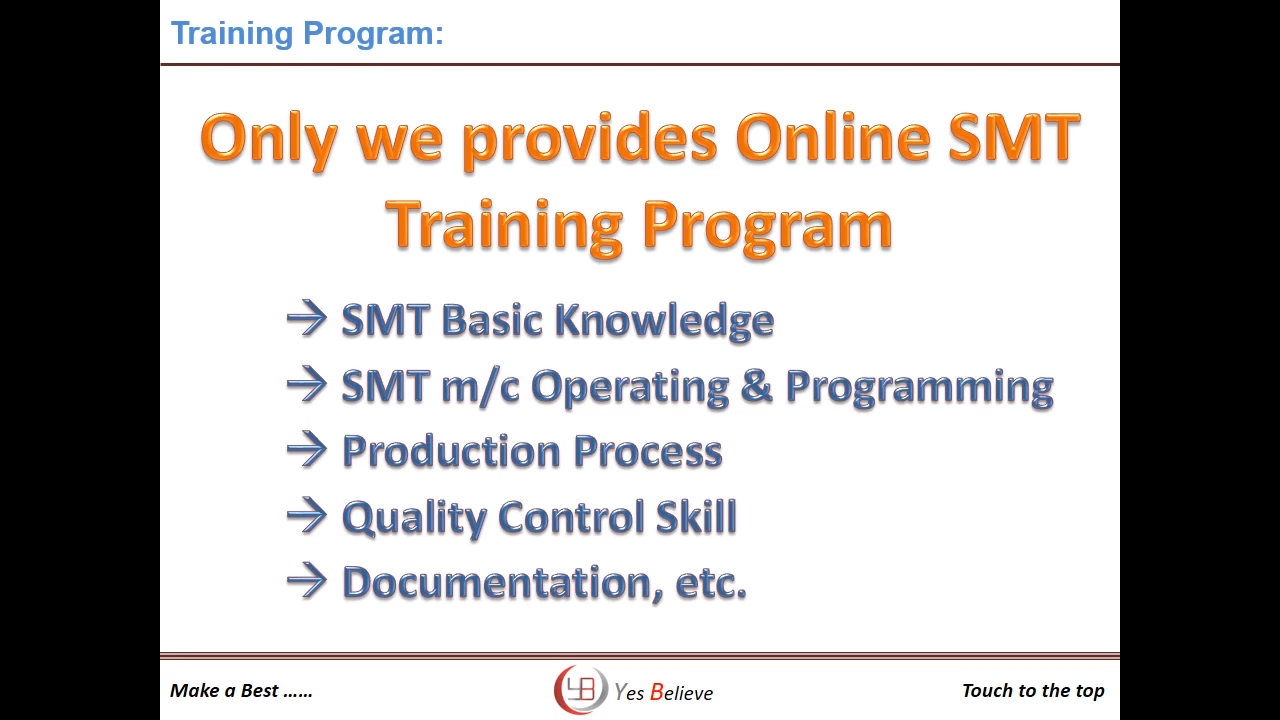 Training Program:
Only we provides Online SMT
Training Program
→ SMT Basic Knowledge
→ SMT m/c Operating & Programming
→ Production Process
→ Quality Control Skill
→ Documentation, etc.
Make a Best ......
YB Yes Believe
Touch to the top